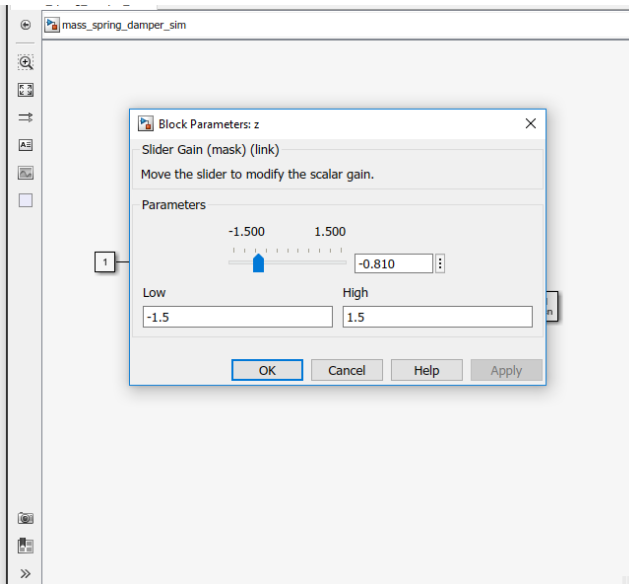 mass_spring_damper_sim
Block Parameters: z
Slider Gain (mask) (link)
Move the slider to modify the scalar gain.
Parameters
-1.500 1.500
1
-0.810
Low High
-1.5 1.5
n
OK Cancel Help Apply